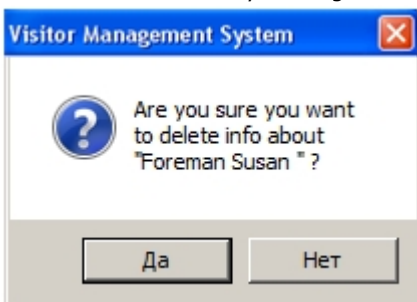 Visitor Management System
Are you sure you want
to delete info about
"Foreman Susan " ?
Да
Нет